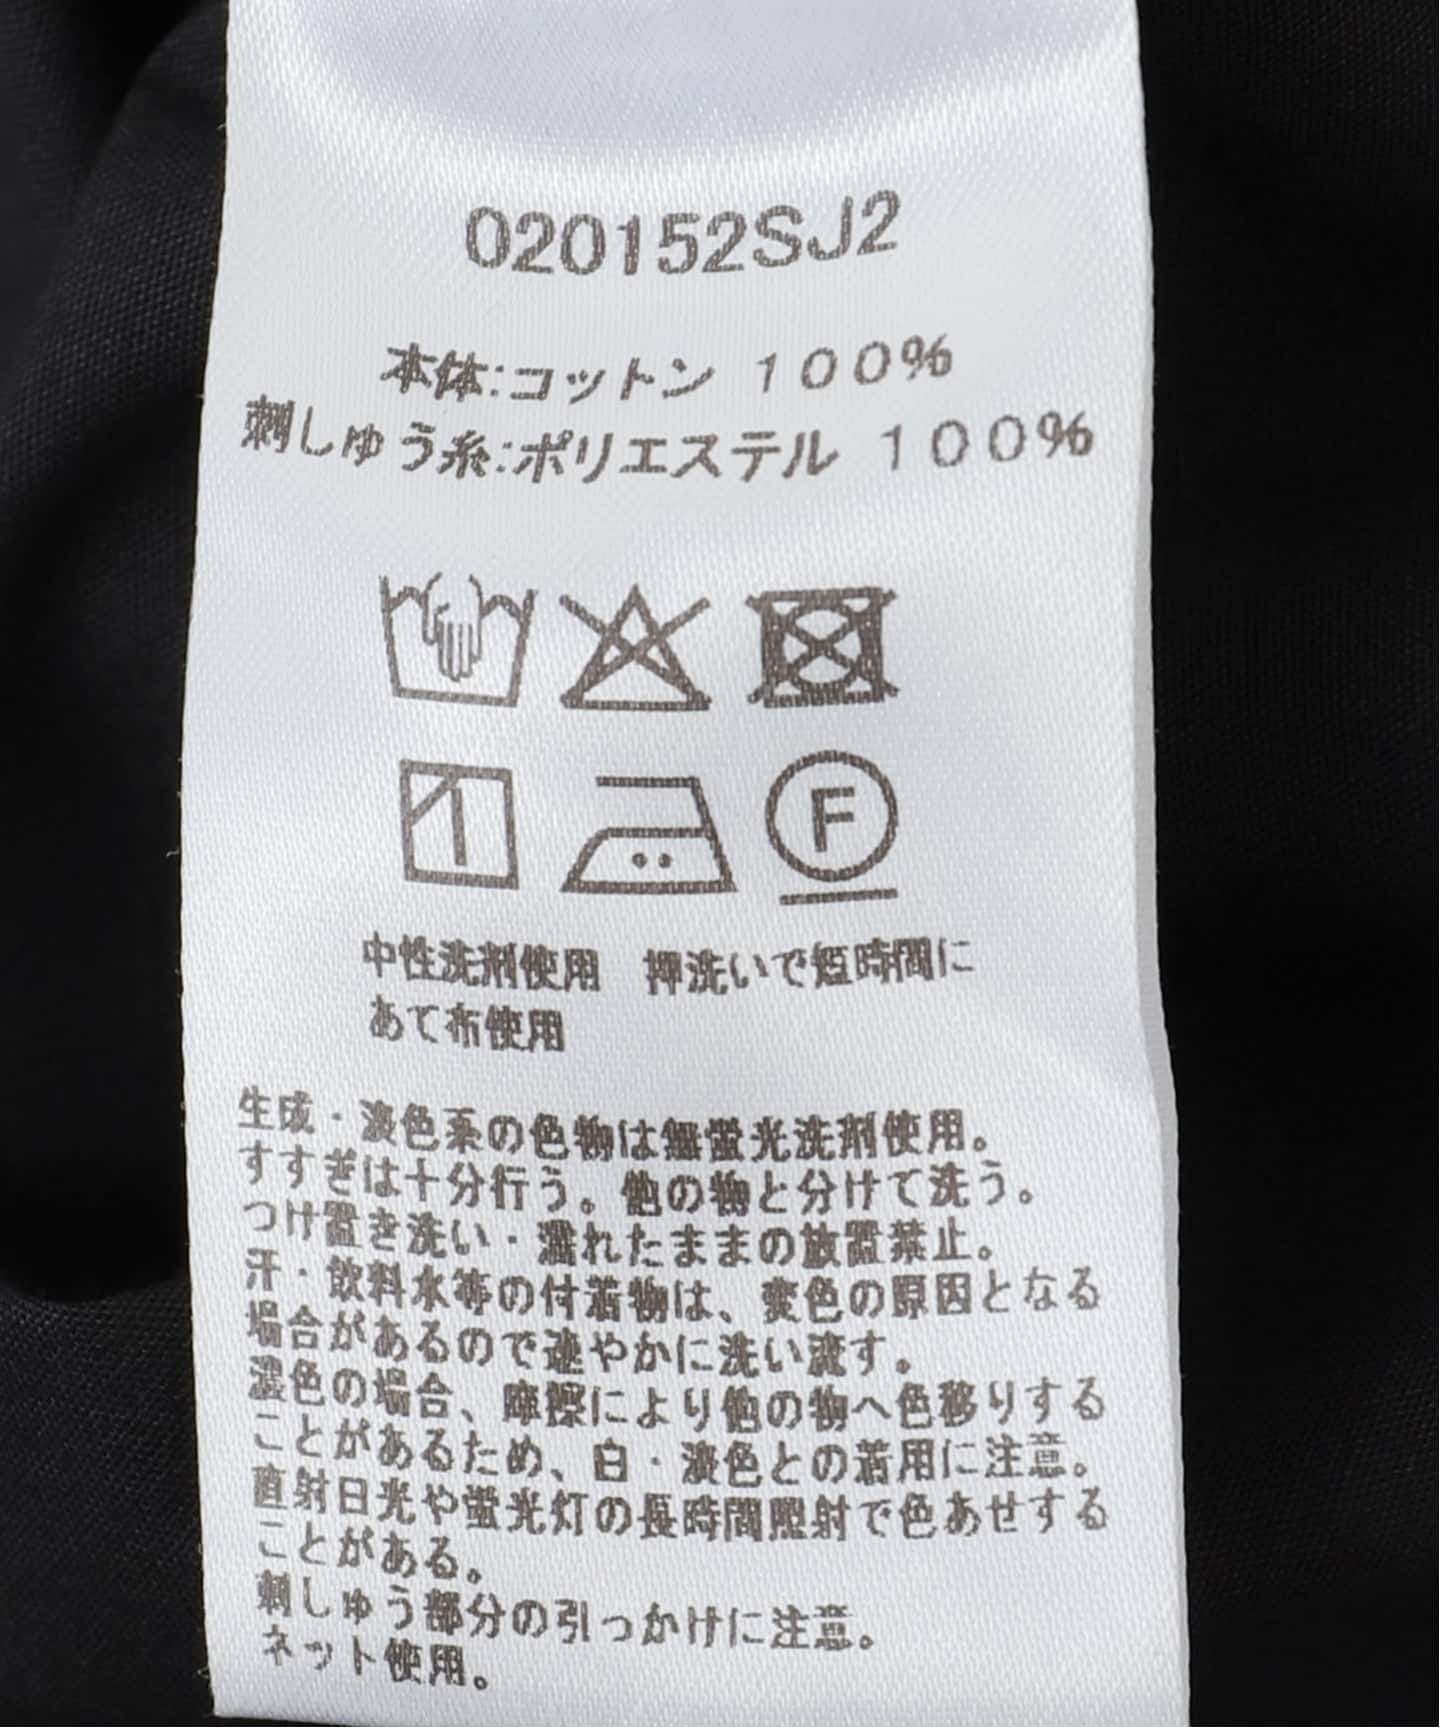 020152SJ2
本体:コットン 100%
刺しゅう糸:ポリエステル 100%
1
F
中性洗剤使用 押洗いで短時間に
あて布使用
生成・淡色系の色物は無蛍光洗剤使用。
すすぎは十分行う。他の物と分けて洗う。
つけ置き洗い・濡れたままの放置禁止。
汗・飲料水等の付着物は、変色の原因となる
場合があるので速やかに洗い流す。
濃色の場合、摩擦により他の物へ色移りする
ことがあるため、白・淡色との着用に注意。
直射日光や蛍光灯の長時間照射で色あせする
ことがある。
刺しゅう部分の引っかけに注意。
ネット使用。